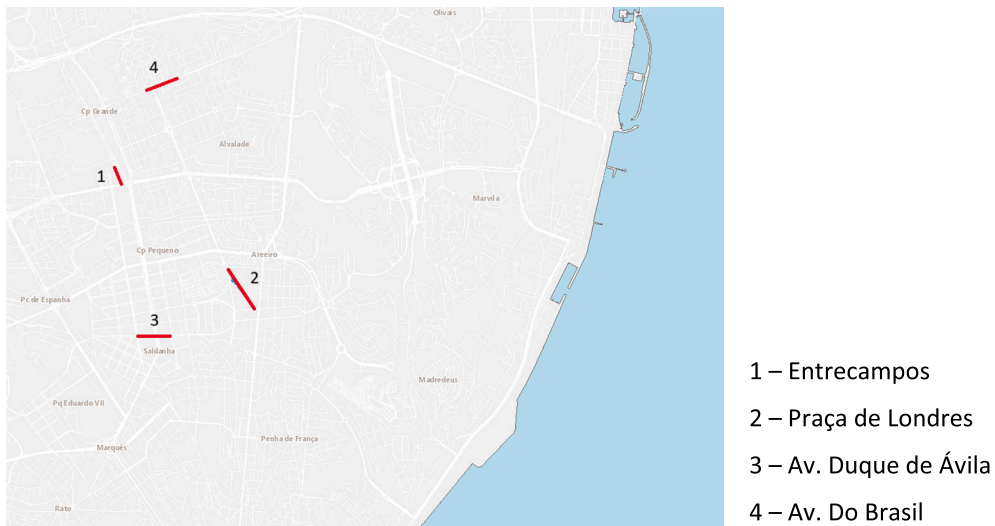 Olivais
4
Cp Grande
Alvalade
1
Marvila
Cp Pequeno
Areeiro
2
Pc de Espanha
3
Saldanha
Madredeus
Pq Eduardo VII
Penha de França
Marquês
Rato
1 – Entrecampos
2 – Praça de Londres
3 – Av. Duque de Ávila
4 – Av. Do Brasil